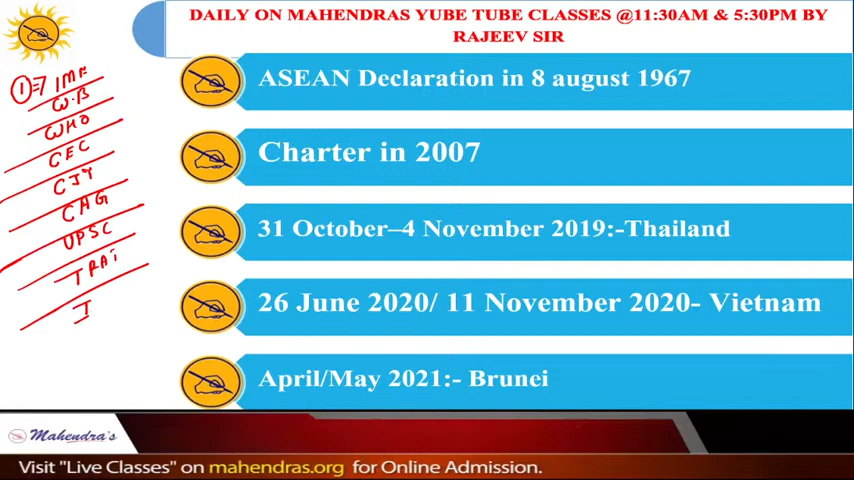 DAILY ON MAHENDRAS YUBE TUBE CLASSES @11:30AM & 5:30PM BY
RAJEEV SIR
① => IMF
W.B
WHO
CEC
CJI
CAG
UPSC
TRAI
I
ASEAN Declaration in 8 august 1967
Charter in 2007
31 October–4 November 2019:-Thailand
26 June 2020/ 11 November 2020- Vietnam
April/May 2021:- Brunei
Mahendra's
Visit "Live Classes" on mahendras.org for Online Admission.